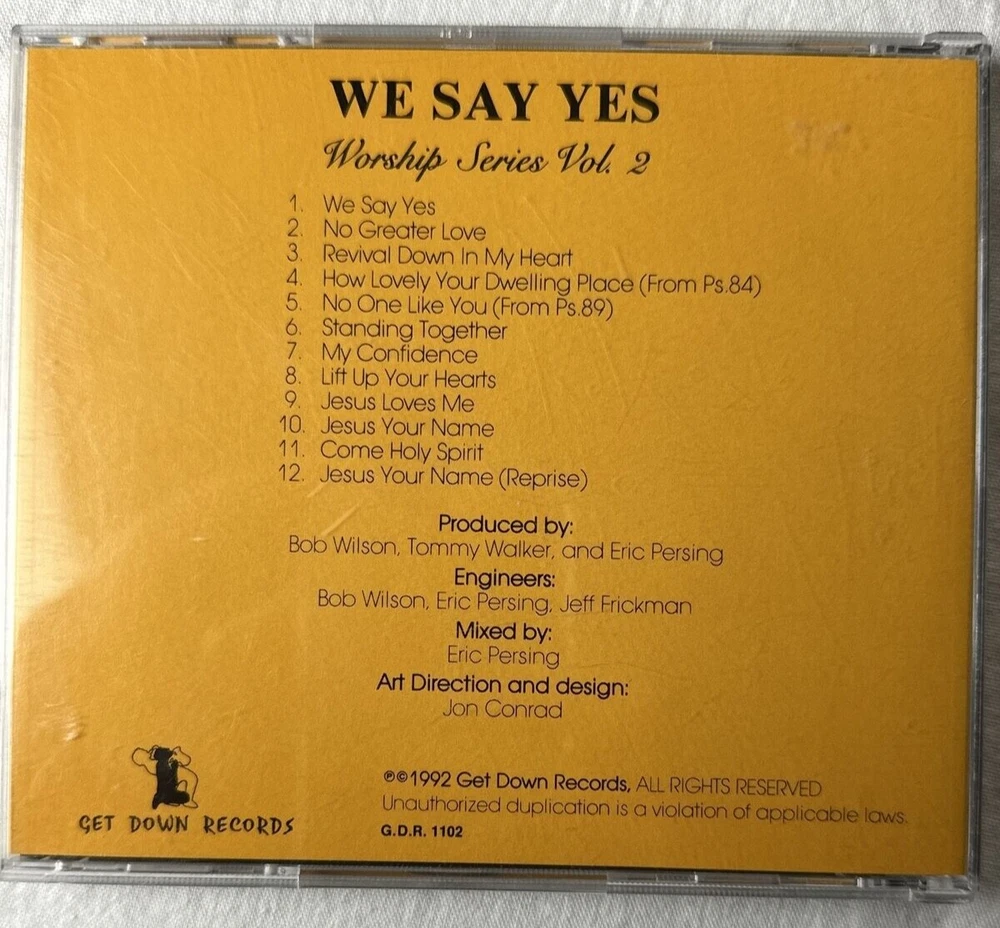 WE SAY YES
Worship Series Vol. 2
1. We Say Yes
2. No Greater Love
3. Revival Down In My Heart
4. How Lovely Your Dwelling Place (From Ps.84)
5. No One Like You (From Ps.89)
6. Standing Together
7. My Confidence
8. Lift Up Your Hearts
9. Jesus Loves Me
10. Jesus Your Name
11. Come Holy Spirit
12. Jesus Your Name (Reprise)
Produced by:
Bob Wilson, Tommy Walker, and Eric Persing
Engineers:
Bob Wilson, Eric Persing, Jeff Frickman
Mixed by:
Eric Persing
Art Direction and design:
Jon Conrad
℗©1992 Get Down Records, ALL RIGHTS RESERVED
Unauthorized duplication is a violation of applicable laws.
G.D.R. 1102
GET DOWN RECORDS